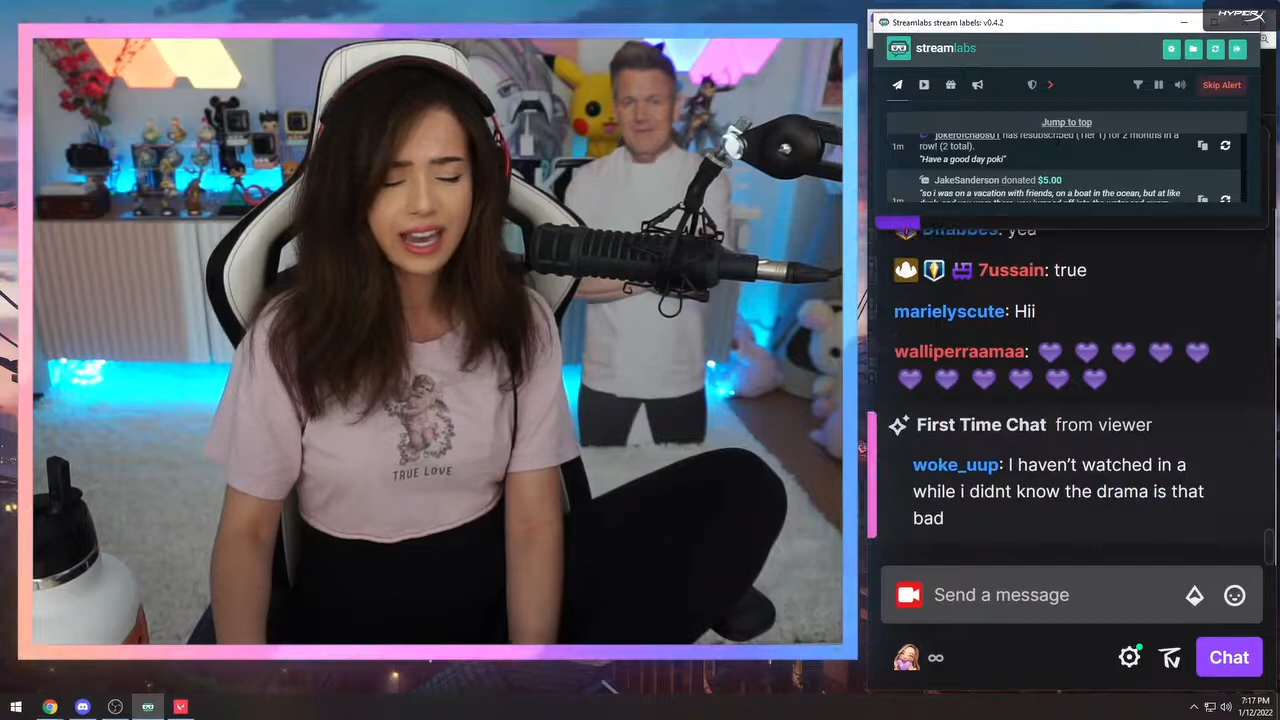 HYPERX
Streamlabs stream labels: v0.4.2
streamlabs
Skip Alert
Jump to top
jokerofchaos01 has resubscribed (Tier 1) for 2 months in a
1m
row! (2 total).
"Have a good day poki"
JakeSanderson donated $5.00
"so i was on a vacation with friends, on a boat in the ocean, but at like
1m
yea
7ussain: true
marielyscute: Hii
walliperraamaa:
First Time Chat from viewer
woke_uup: I haven't watched in a
while i didnt know the drama is that
bad
Send a message
Chat
TRUE LOVE
7:17 PM
1/12/2022